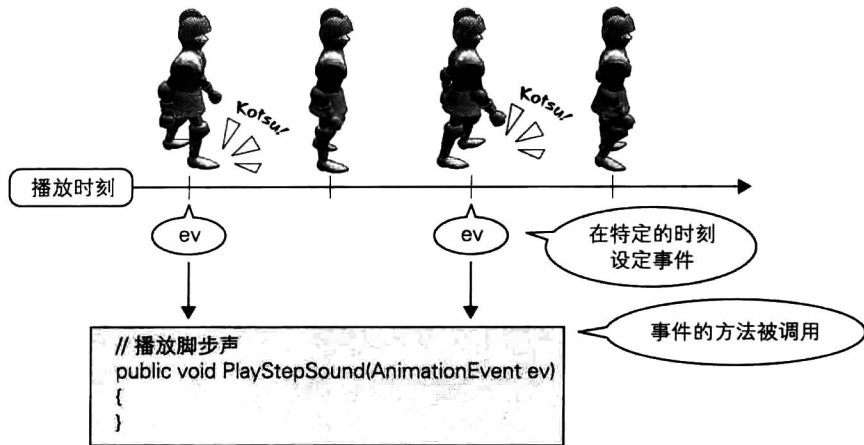 Kotsu!
Kotsu!
播放时刻
ev
ev
在特定的时刻
设定事件
事件的方法被调用
// 播放脚步声
public void PlayStepSound(AnimationEvent ev)
{
}